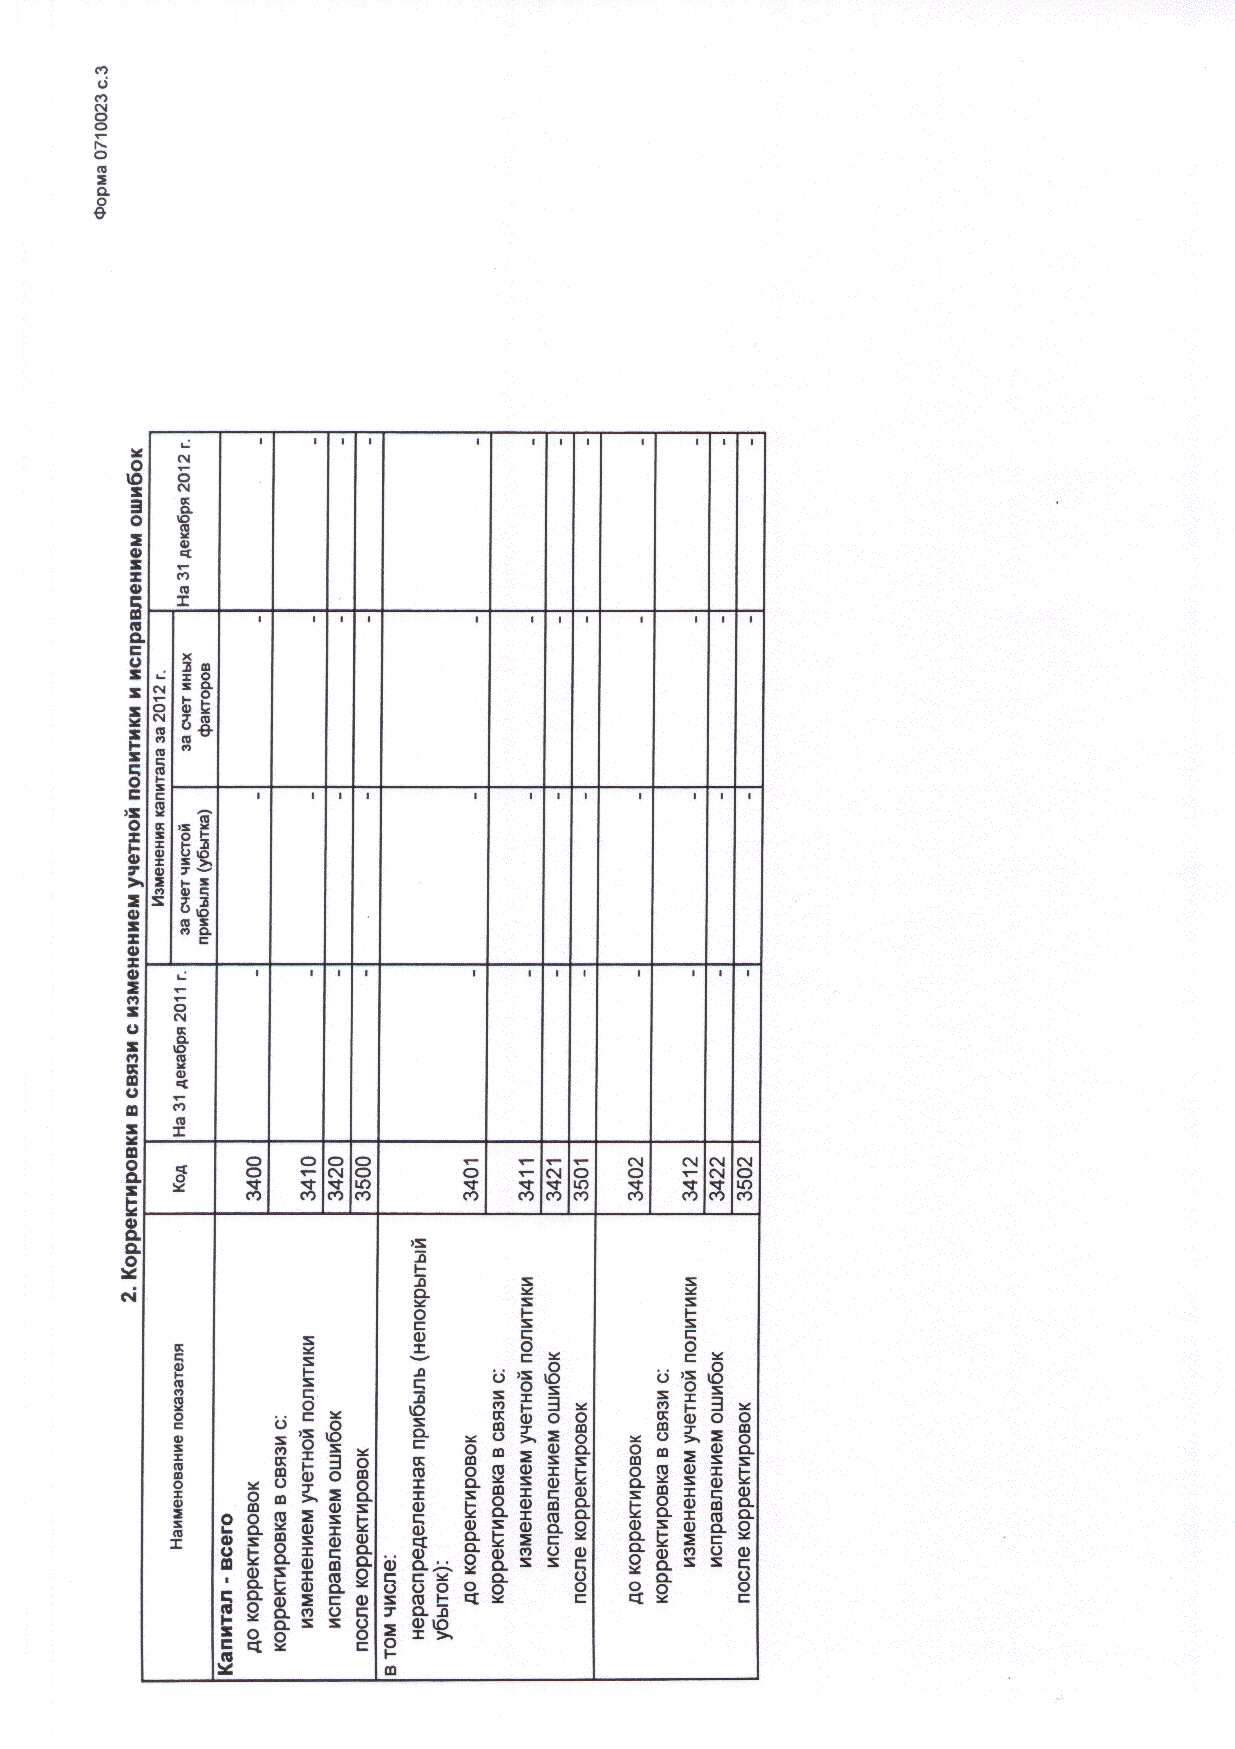 Форма 0710023 с.3
2. Корректировки в связи с изменением учетной политики и исправлением ошибок
Наименование показателя Код На 31 декабря 2011 г. Изменения капитала за 2012 г. На 31 декабря 2012 г.
за счет чистой прибыли (убытка) за счет иных факторов
Капитал - всего
до корректировок 3400 - - - -
корректировка в связи с:
изменением учетной политики 3410 - - - -
исправлением ошибок 3420 - - - -
после корректировок 3500 - - - -
в том числе:
нераспределенная прибыль (непокрытый
убыток):
до корректировок 3401 - - - -
корректировка в связи с:
изменением учетной политики 3411 - - - -
исправлением ошибок 3421 - - - -
после корректировок 3501 - - - -
до корректировок 3402 - - - -
корректировка в связи с:
изменением учетной политики 3412 - - - -
исправлением ошибок 3422 - - - -
после корректировок 3502 - - - -